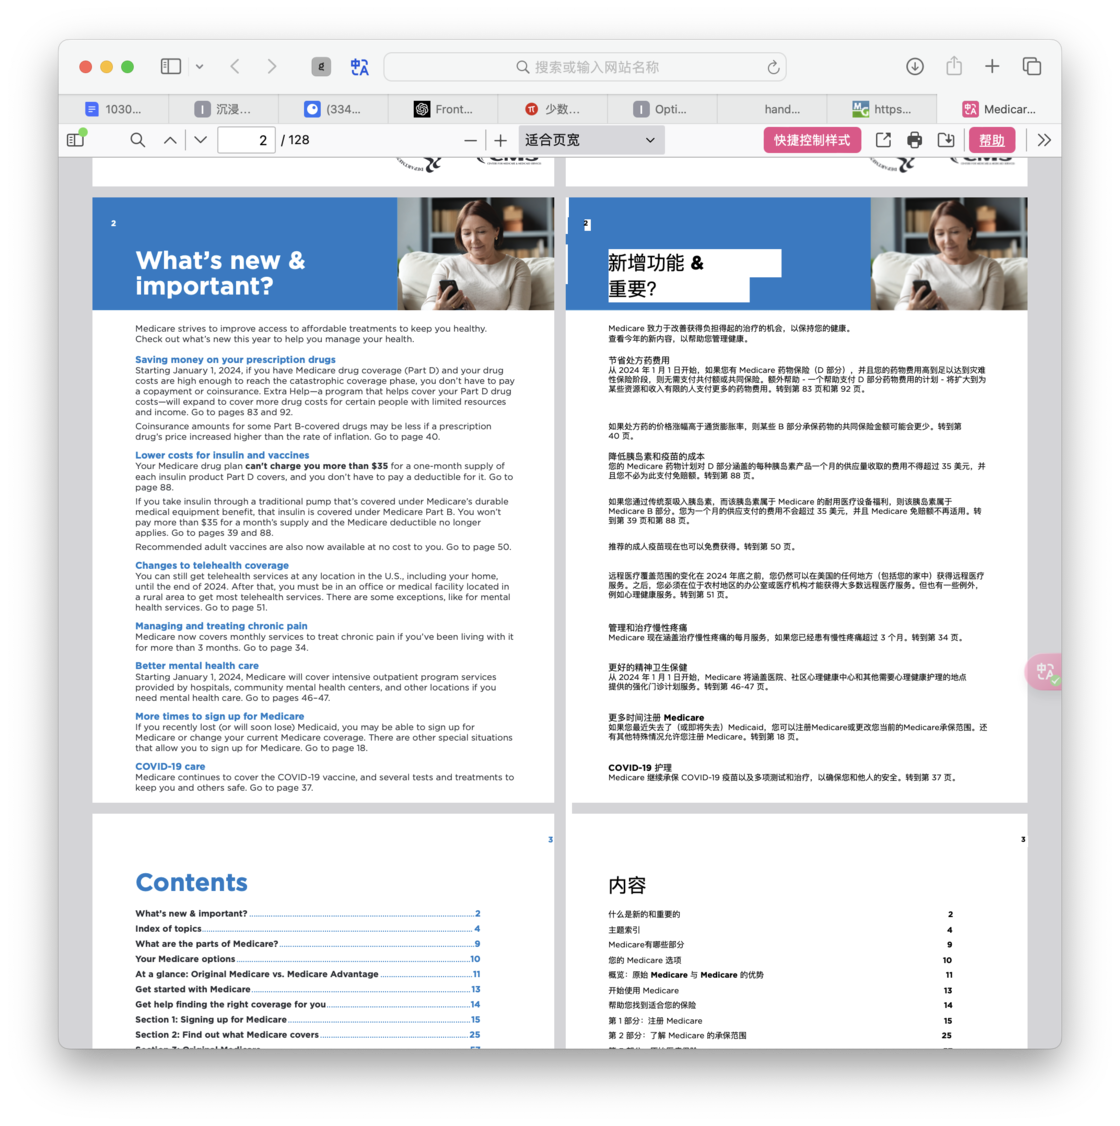 搜索或输入网站名称
1030...
沉浸...
(334...
Front...
少数...
Opti...
hand...
https...
Medicar...
2 / 128
适合页宽
快捷控制样式
帮助
2
What's new &
important?
Medicare strives to improve access to affordable treatments to keep you healthy.
Check out what's new this year to help you manage your health.
Saving money on your prescription drugs
Starting January 1, 2024, if you have Medicare drug coverage (Part D) and your drug
costs are high enough to reach the catastrophic coverage phase, you don't have to pay
a copayment or coinsurance. Extra Help—a program that helps cover your Part D drug
costs—will expand to cover more drug costs for certain people with limited resources
and income. Go to pages 83 and 92.
Coinsurance amounts for some Part B-covered drugs may be less if a prescription
drug's price increased higher than the rate of inflation. Go to page 40.
Lower costs for insulin and vaccines
Your Medicare drug plan can't charge you more than $35 for a one-month supply of
each insulin product Part D covers, and you don't have to pay a deductible for it. Go to
page 88.
If you take insulin through a traditional pump that's covered under Medicare's durable
medical equipment benefit, that insulin is covered under Medicare Part B. You won't
pay more than $35 for a month's supply and the Medicare deductible no longer
applies. Go to pages 39 and 88.
Recommended adult vaccines are also now available at no cost to you. Go to page 50.
Changes to telehealth coverage
You can still get telehealth services at any location in the U.S., including your home,
until the end of 2024. After that, you must be in an office or medical facility located in
a rural area to get most telehealth services. There are some exceptions, like for mental
health services. Go to page 51.
Managing and treating chronic pain
Medicare now covers monthly services to treat chronic pain if you've been living with it
for more than 3 months. Go to page 34.
Better mental health care
Starting January 1, 2024, Medicare will cover intensive outpatient program services
provided by hospitals, community mental health centers, and other locations if you
need mental health care. Go to pages 46–47.
More times to sign up for Medicare
If you recently lost (or will soon lose) Medicaid, you may be able to sign up for
Medicare or change your current Medicare coverage. There are other special situations
that allow you to sign up for Medicare. Go to page 18.
COVID-19 care
Medicare continues to cover the COVID-19 vaccine, and several tests and treatments to
keep you and others safe. Go to page 37.
2
新增功能 &
重要?
Medicare 致力于改善获得负担得起的治疗的机会，以保持您的健康。
查看今年的新内容，以帮助您管理健康。
节省处方药费用
从 2024 年 1 月 1 日开始，如果您有 Medicare 药物保险（D 部分），并且您的药物费用高到足以达到灾难
性保险阶段，则无需支付共付额或共同保险。额外帮助 - 一个帮助支付 D 部分药物费用的计划 - 将扩大到为
某些资源和收入有限的人支付更多的药物费用。转到第 83 页和第 92 页。
如果处方药的价格涨幅高于通货膨胀率，则某些 B 部分承保药物的共同保险金额可能会更少。转到第
40 页。
降低胰岛素和疫苗的成本
您的 Medicare 药物计划对 D 部分涵盖的每种胰岛素产品一个月的供应量收取的费用不得超过 35 美元，并
且您不必为此支付免赔额。转到第 88 页。
如果您通过传统泵吸入胰岛素，而该胰岛素属于 Medicare 的耐用医疗设备福利，则该胰岛素属于
Medicare B 部分。您为一个月的供应支付的费用不会超过 35 美元，并且 Medicare 免赔额不再适用。转
到第 39 页和第 88 页。
推荐的成人疫苗现在也可以免费获得。转到第 50 页。
远程医疗覆盖范围的变化在 2024 年底之前，您仍然可以在美国的任何地方（包括您的家中）获得远程医疗
服务。之后，您必须在位于农村地区的办公室或医疗机构才能获得大多数远程医疗服务。但也有一些例外，
例如心理健康服务。转到第 51 页。
管理和治疗慢性疼痛
Medicare 现在涵盖治疗慢性疼痛的每月服务，如果您已经患有慢性疼痛超过 3 个月。转到第 34 页。
更好的精神卫生保健
从 2024 年 1 月 1 日开始，Medicare 将涵盖医院、社区心理健康中心和其他需要心理健康护理的地点
提供的强化门诊计划服务。转到第 46-47 页。
更多时间注册 Medicare
如果您最近失去了（或即将失去）Medicaid，您可以注册Medicare或更改您当前的Medicare承保范围。还
有其他特殊情况允许您注册 Medicare。转到第 18 页。
COVID-19 护理
Medicare 继续承保 COVID-19 疫苗以及多项测试和治疗，以确保您和他人的安全。转到第 37 页。
3
Contents
What's new & important? 2
Index of topics 4
What are the parts of Medicare? 9
Your Medicare options 10
At a glance: Original Medicare vs. Medicare Advantage 11
Get started with Medicare 13
Get help finding the right coverage for you 14
Section 1: Signing up for Medicare 15
Section 2: Find out what Medicare covers 25
3
内容
什么是新的和重要的 2
主题索引 4
Medicare有哪些部分 9
您的 Medicare 选项 10
概览：原始 Medicare 与 Medicare 的优势 11
开始使用 Medicare 13
帮助您找到适合您的保险 14
第 1 部分：注册 Medicare 15
第 2 部分：了解 Medicare 的承保范围 25